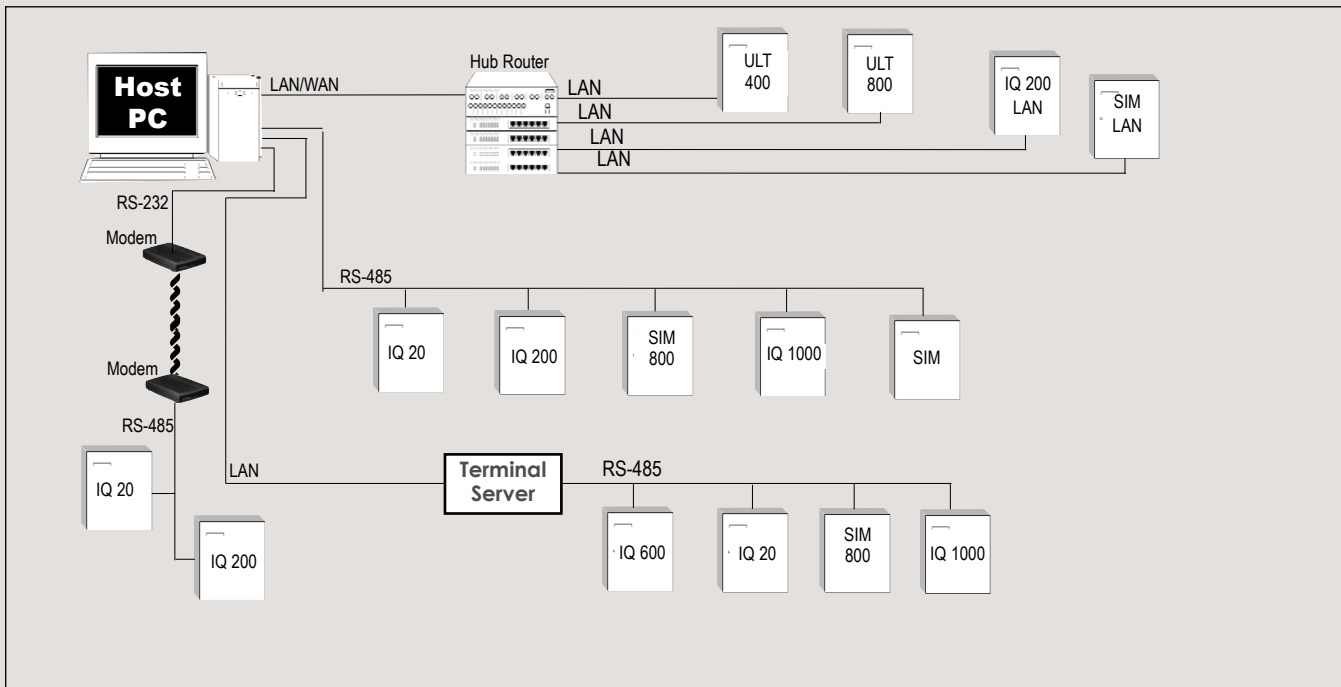 Host
PC
LAN/WAN
Hub Router
LAN
LAN
LAN
LAN
ULT
400
ULT
800
IQ 200
LAN
SIM
LAN
RS-232
Modem
Modem
RS-485
IQ 20
IQ 200
RS-485
IQ 20
IQ 200
SIM
800
IQ 1000
SIM
LAN
Terminal
Server
RS-485
IQ 600
IQ 20
SIM
800
IQ 1000